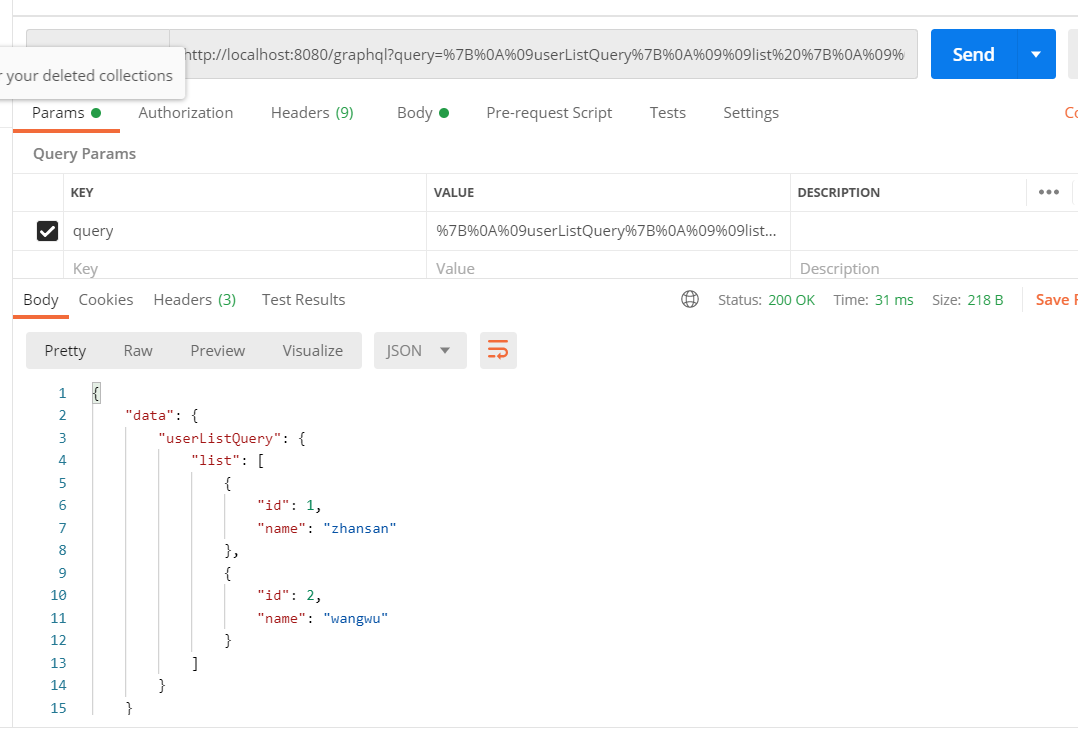 http://localhost:8080/graphql?query=%7B%0A%09userListQuery%7B%0A%09%09list%20%7B%0A%09%
Send
your deleted collections
Params
Authorization
Headers (9)
Body
Pre-request Script
Tests
Settings
Query Params
KEY VALUE DESCRIPTION
query %7B%0A%09userListQuery%7B%0A%09%09list...
Key Value Description
Body Cookies Headers (3) Test Results Status: 200 OK Time: 31 ms Size: 218 B Save
Pretty Raw Preview Visualize JSON
1 {
2 "data": {
3 "userListQuery": {
4 "list": [
5 {
6 "id": 1,
7 "name": "zhansan"
8 },
9 {
10 "id": 2,
11 "name": "wangwu"
12 }
13 ]
14 }
15 }